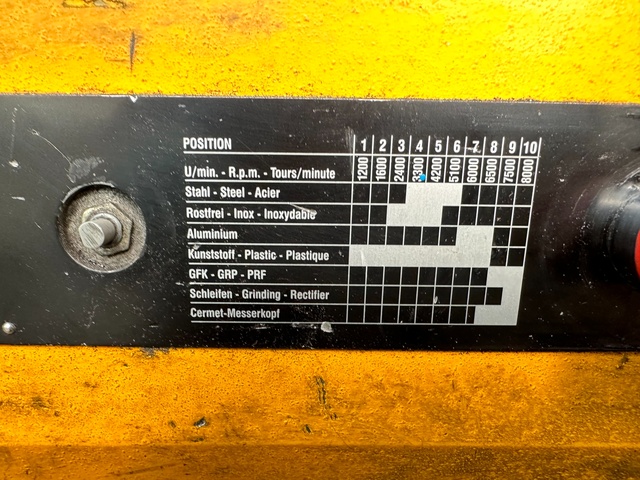 POSITION 1 2 3 4 5 6 7 8 9 10
U/min. - R.p.m. - Tours/minute 1200 1600 2400 3300 4200 5100 6000 6500 7500 8000
Stahl - Steel - Acier
Rostfrei - Inox - Inoxydable
Aluminium
Kunststoff - Plastic - Plastique
GFK - GRP - PRF
Schleifen - Grinding - Rectifier
Cermet-Messerkopf